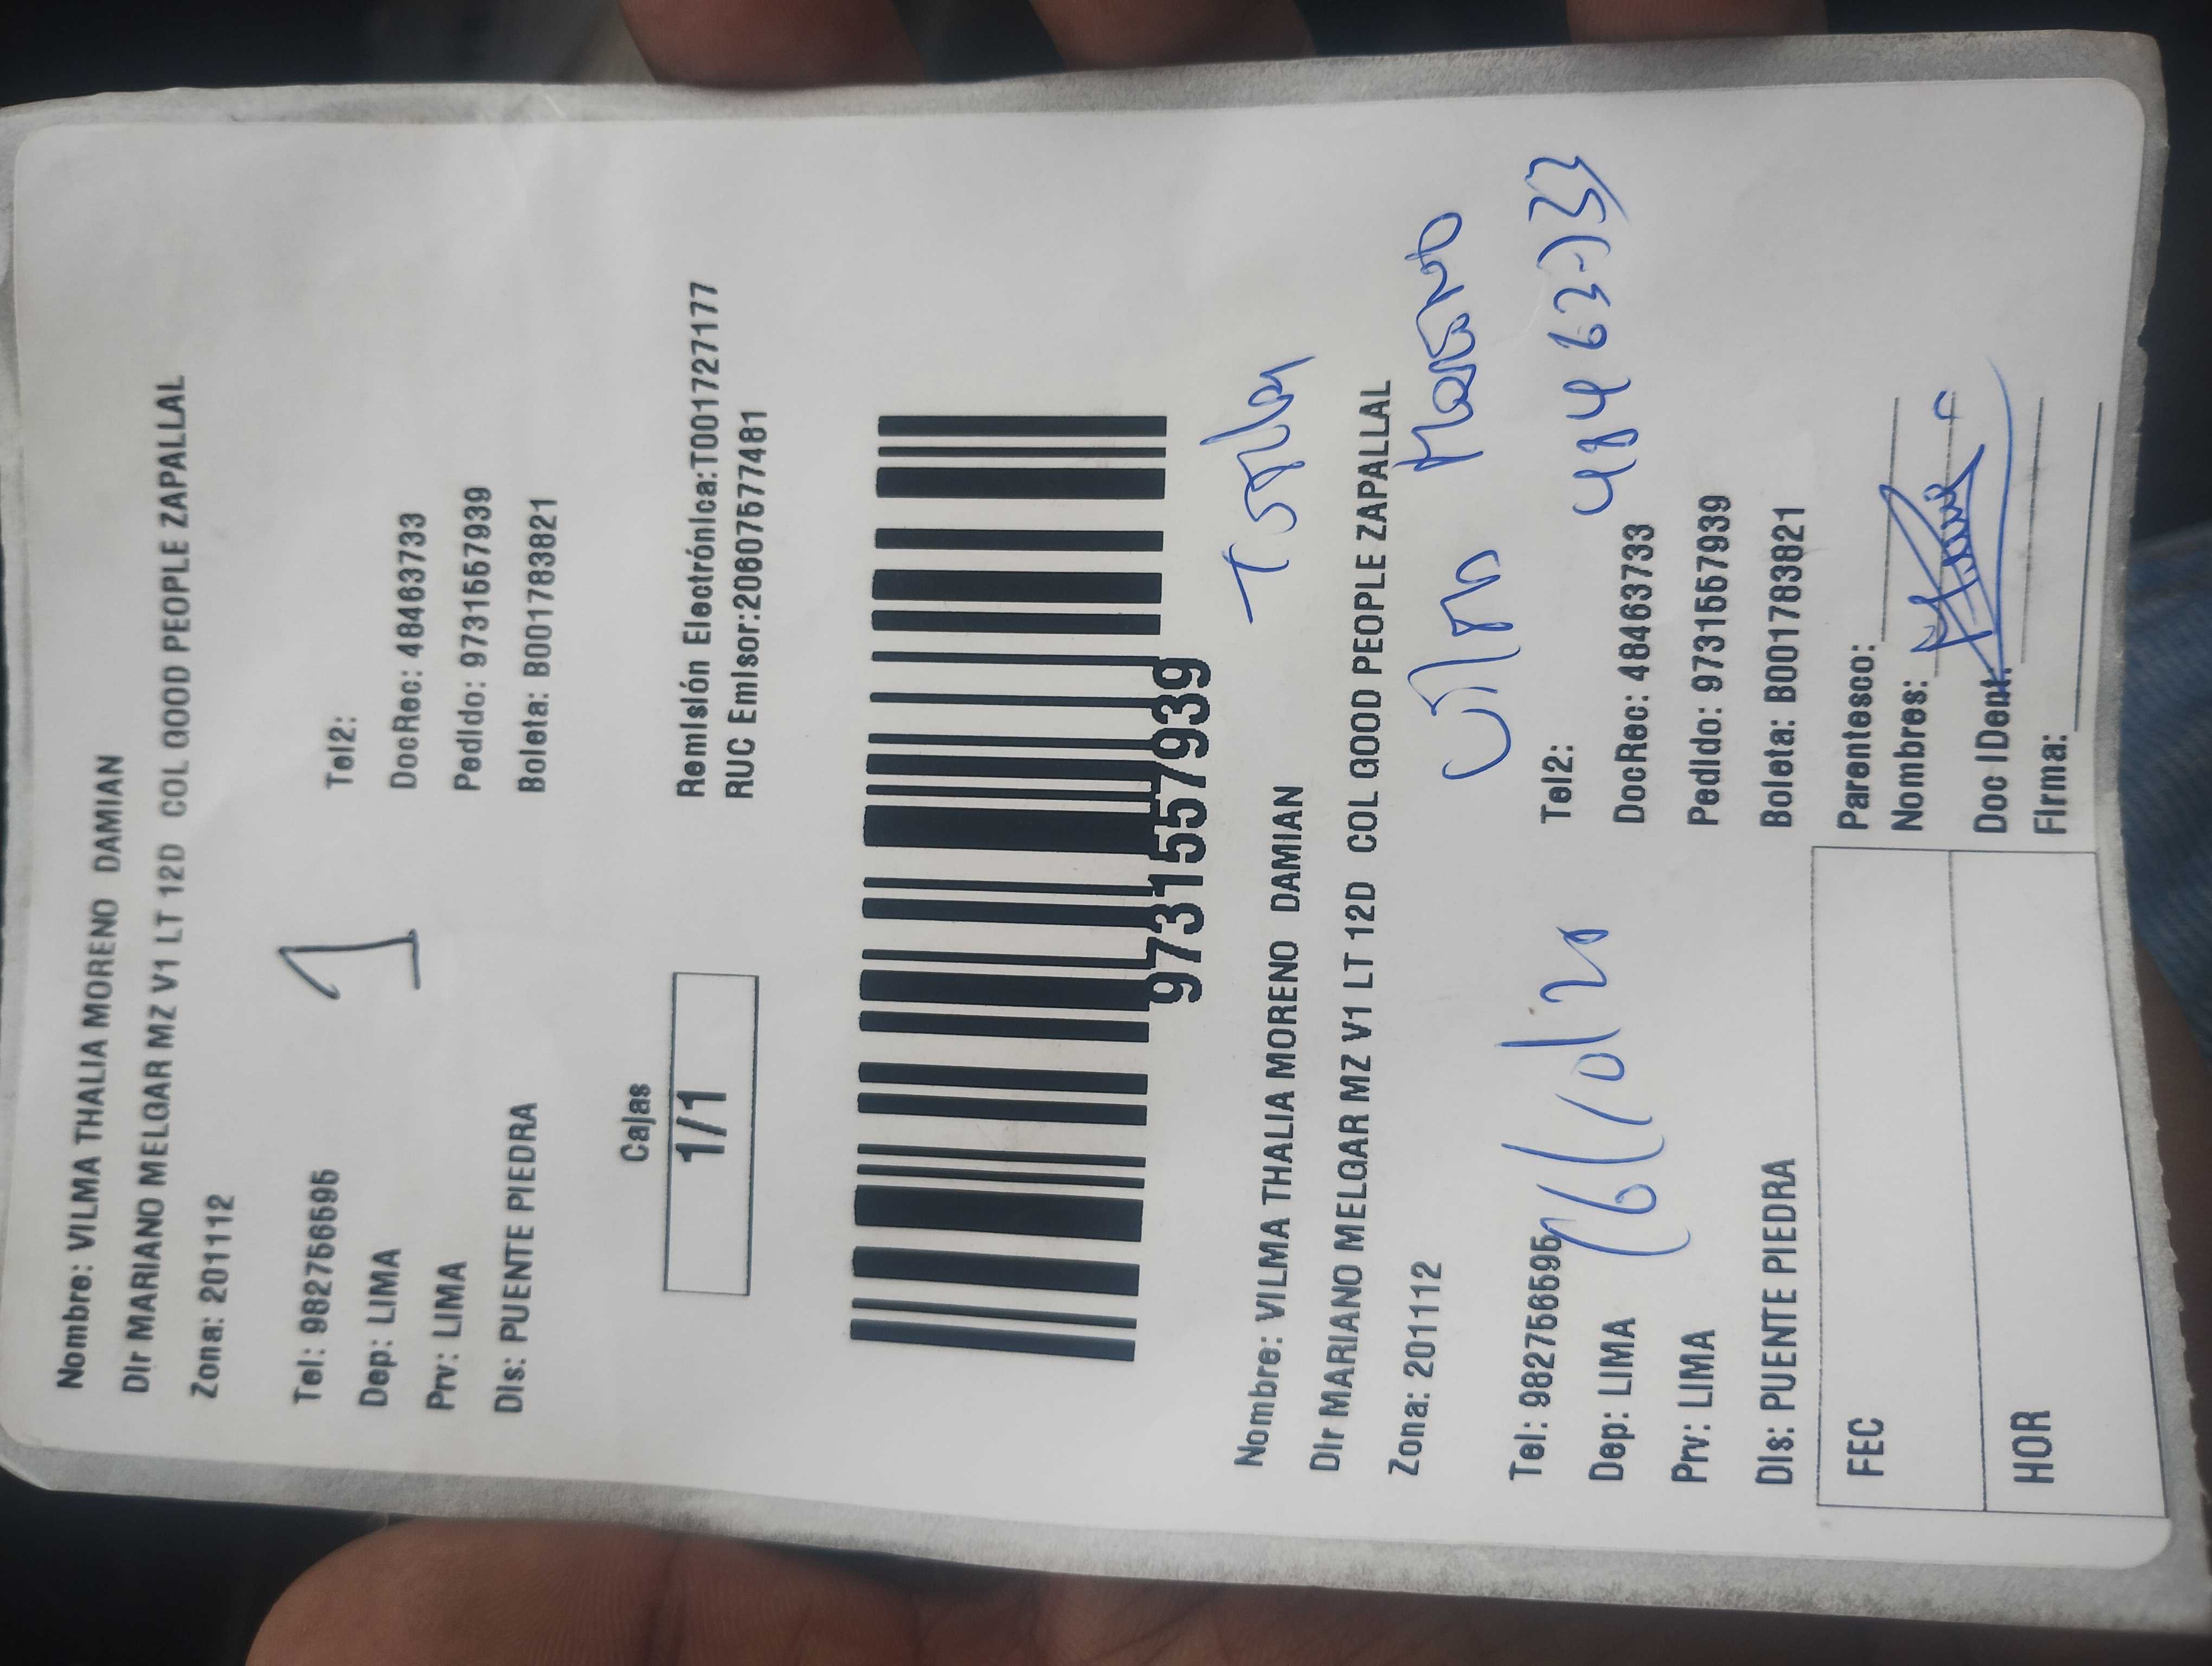 Nombre: VILMA THALIA MORENO DAMIAN
DIr MARIANO MELGAR MZ V1 LT 12D COL GOOD PEOPLE ZAPALLAL
Zona: 201112
1
Tel: 982756595 Tel2:
Dep: LIMA DocRec: 48463733
Prv: LIMA PedIdo: 9731557939
DIs: PUENTE PIEDRA Boleta: B001783821
Cajas
1/1
RemIsIón ElectrónIca:T001727177
RUC EmIsor:20607577481
9731557939
Nombre: VILMA THALIA MORENO DAMIAN
DIr MARIANO MELGAR MZ V1 LT 12D COL GOOD PEOPLE ZAPALLAL
Zona: 201112
Tel: 982756595 Tel2:
48463733
Dep: LIMA DocRec: 48463733
Prv: LIMA PedIdo: 9731557939
DIs: PUENTE PIEDRA Boleta: B001783821
FEC
HOR
Parentesco:
Nombres:
Doc IDent:
FIrma: